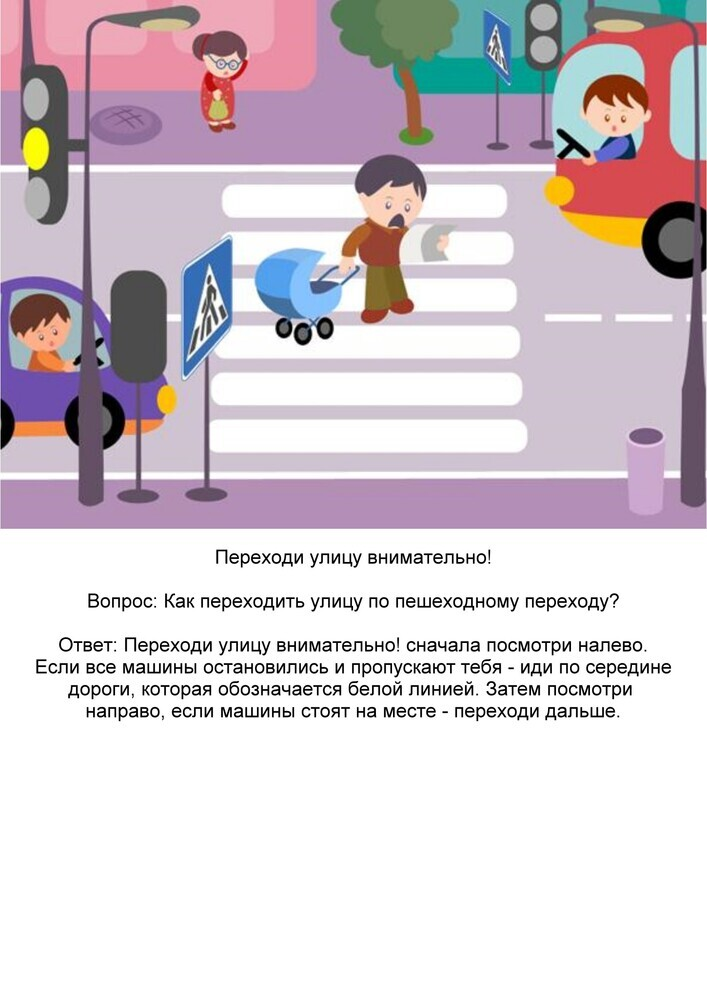 Переходи улицу внимательно!
Вопрос: Как переходить улицу по пешеходному переходу?
Ответ: Переходи улицу внимательно! сначала посмотри налево.
Если все машины остановились и пропускают тебя - иди по середине
дороги, которая обозначается белой линией. Затем посмотри
направо, если машины стоят на месте - переходи дальше.